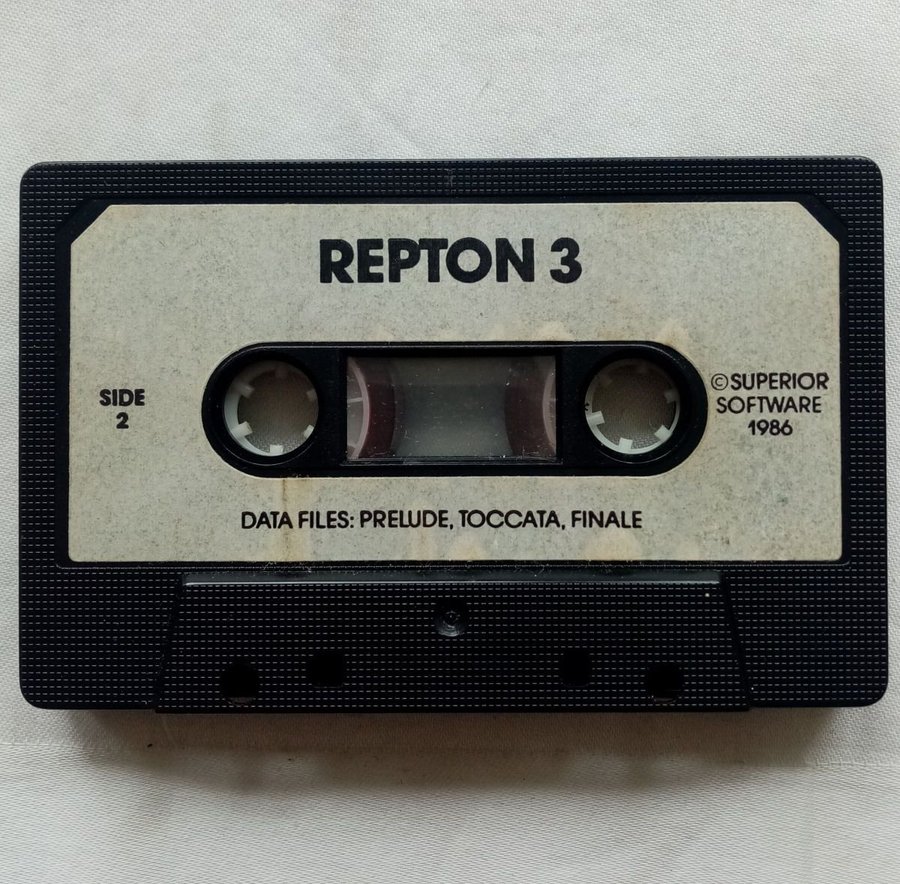 REPTON 3
SIDE
2
©SUPERIOR
SOFTWARE
1986
DATA FILES: PRELUDE, TOCCATA, FINALE